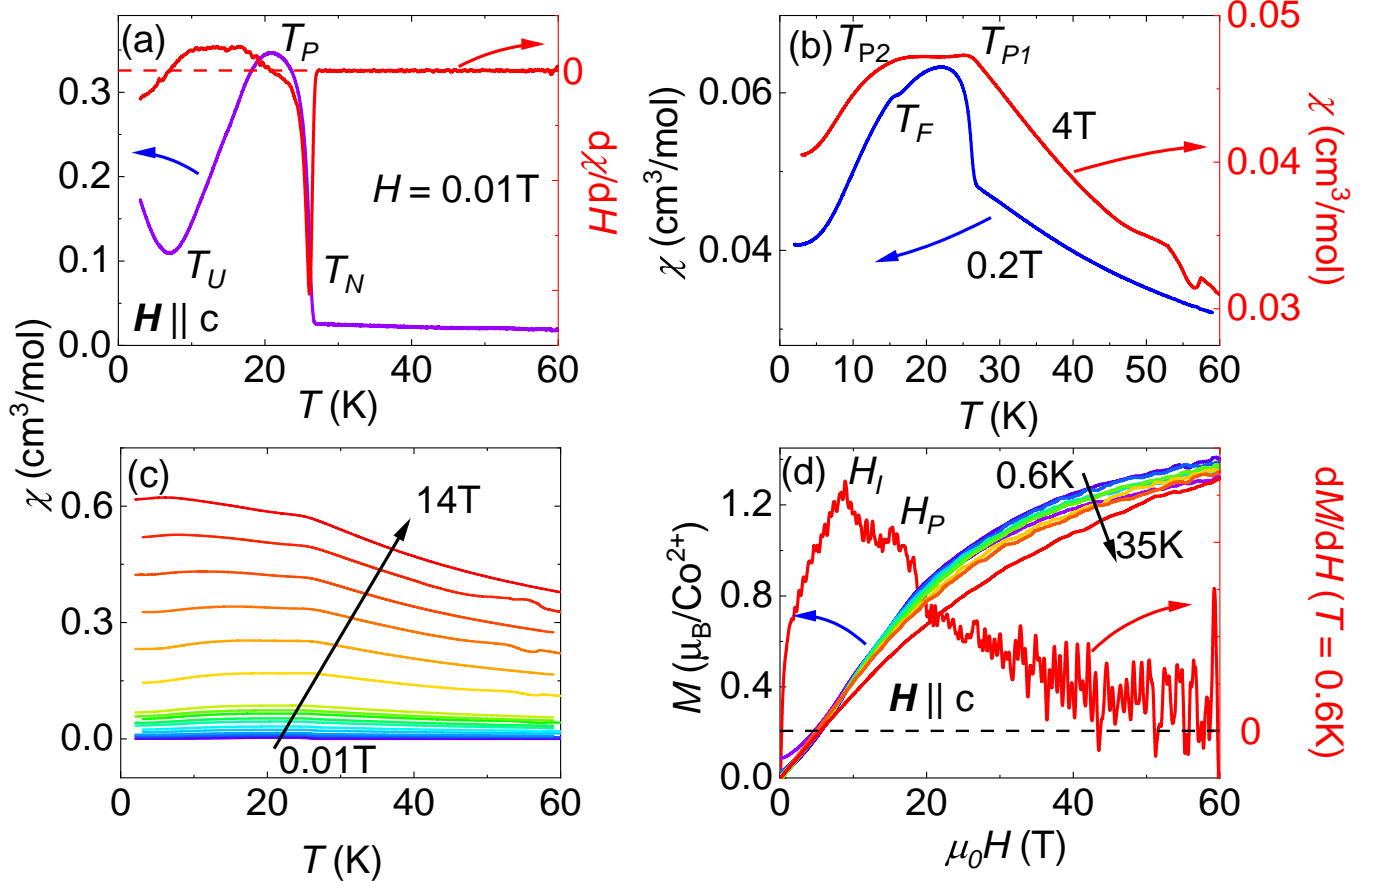 (a)
T_P
T_U
T_N
H = 0.01T
H || c
0.0
0.1
0.2
0.3
0
20
40
60
T (K)
0
dχ/dH
χ (cm³/mol)
(b)
T_P2
T_P1
T_F
4T
0.2T
0.04
0.06
χ (cm³/mol)
0
10
20
30
40
50
60
T (K)
0.03
0.04
0.05
χ (cm³/mol)
(c)
14T
0.01T
0.0
0.3
0.6
0
20
40
60
T (K)
(d)
H_I
H_P
0.6K
35K
H || c
0.0
0.4
0.8
1.2
M (μ_B/Co²⁺)
0
20
40
60
μ₀H (T)
0
dM/dH (T = 0.6K)